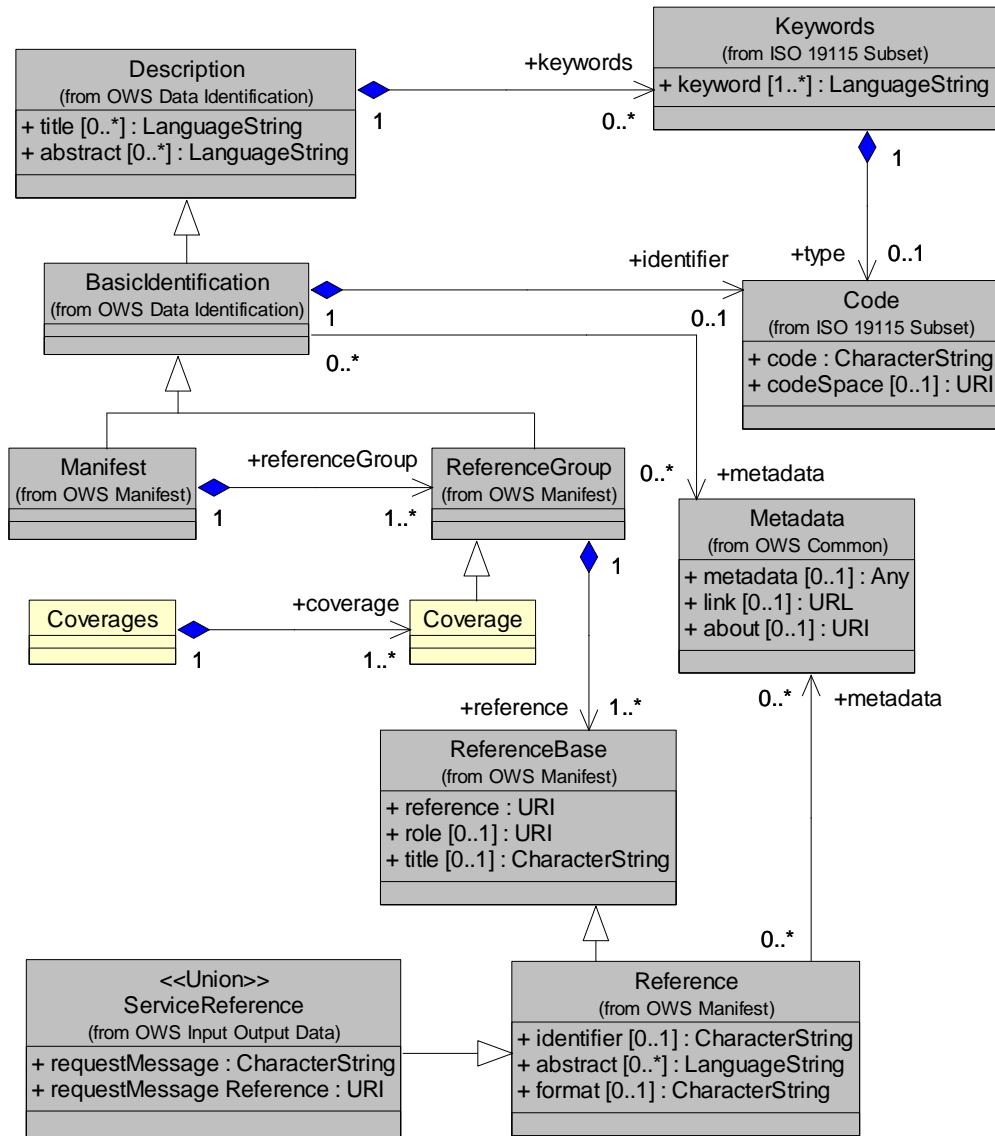 Keywords
(from ISO 19115 Subset)
+ keyword [1..*] : LanguageString
Description
(from OWS Data Identification)
+ title [0..*] : LanguageString
+ abstract [0..*] : LanguageString
+keywords
1
0..*
1
+type
0..1
BasicIdentification
(from OWS Data Identification)
+identifier
1
0..1
0..*
Code
(from ISO 19115 Subset)
+ code : CharacterString
+ codeSpace [0..1] : URI
Manifest
(from OWS Manifest)
+referenceGroup
1
1..*
ReferenceGroup
(from OWS Manifest)
1
0..*
+metadata
Metadata
(from OWS Common)
+ metadata [0..1] : Any
+ link [0..1] : URL
+ about [0..1] : URI
Coverages
+coverage
1
1..*
Coverage
+reference
1..*
0..*
+metadata
ReferenceBase
(from OWS Manifest)
+ reference : URI
+ role [0..1] : URI
+ title [0..1] : CharacterString
0..*
<<Union>>
ServiceReference
(from OWS Input Output Data)
+ requestMessage : CharacterString
+ requestMessage Reference : URI
Reference
(from OWS Manifest)
+ identifier [0..1] : CharacterString
+ abstract [0..*] : LanguageString
+ format [0..1] : CharacterString